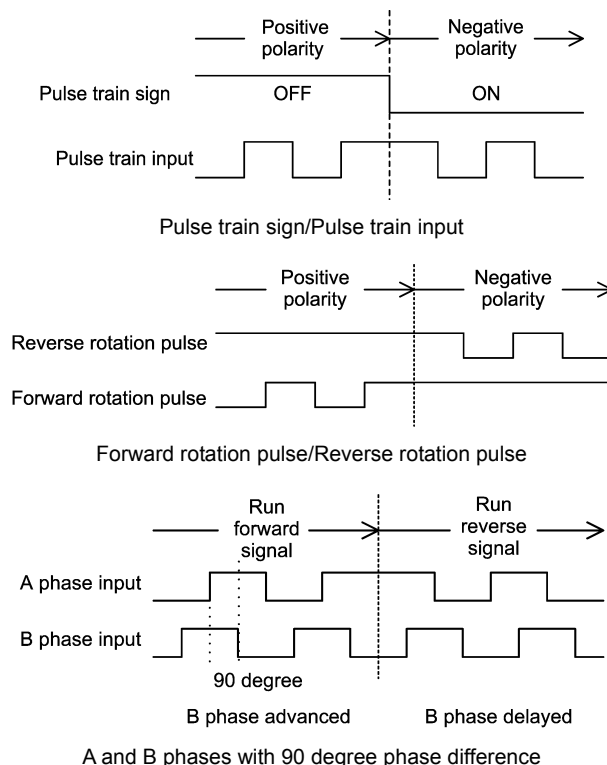 Positive polarity
Negative polarity
Pulse train sign
OFF
ON
Pulse train input
Pulse train sign/Pulse train input
Positive polarity
Negative polarity
Reverse rotation pulse
Forward rotation pulse
Forward rotation pulse/Reverse rotation pulse
Run forward signal
Run reverse signal
A phase input
B phase input
90 degree
B phase advanced
B phase delayed
A and B phases with 90 degree phase difference